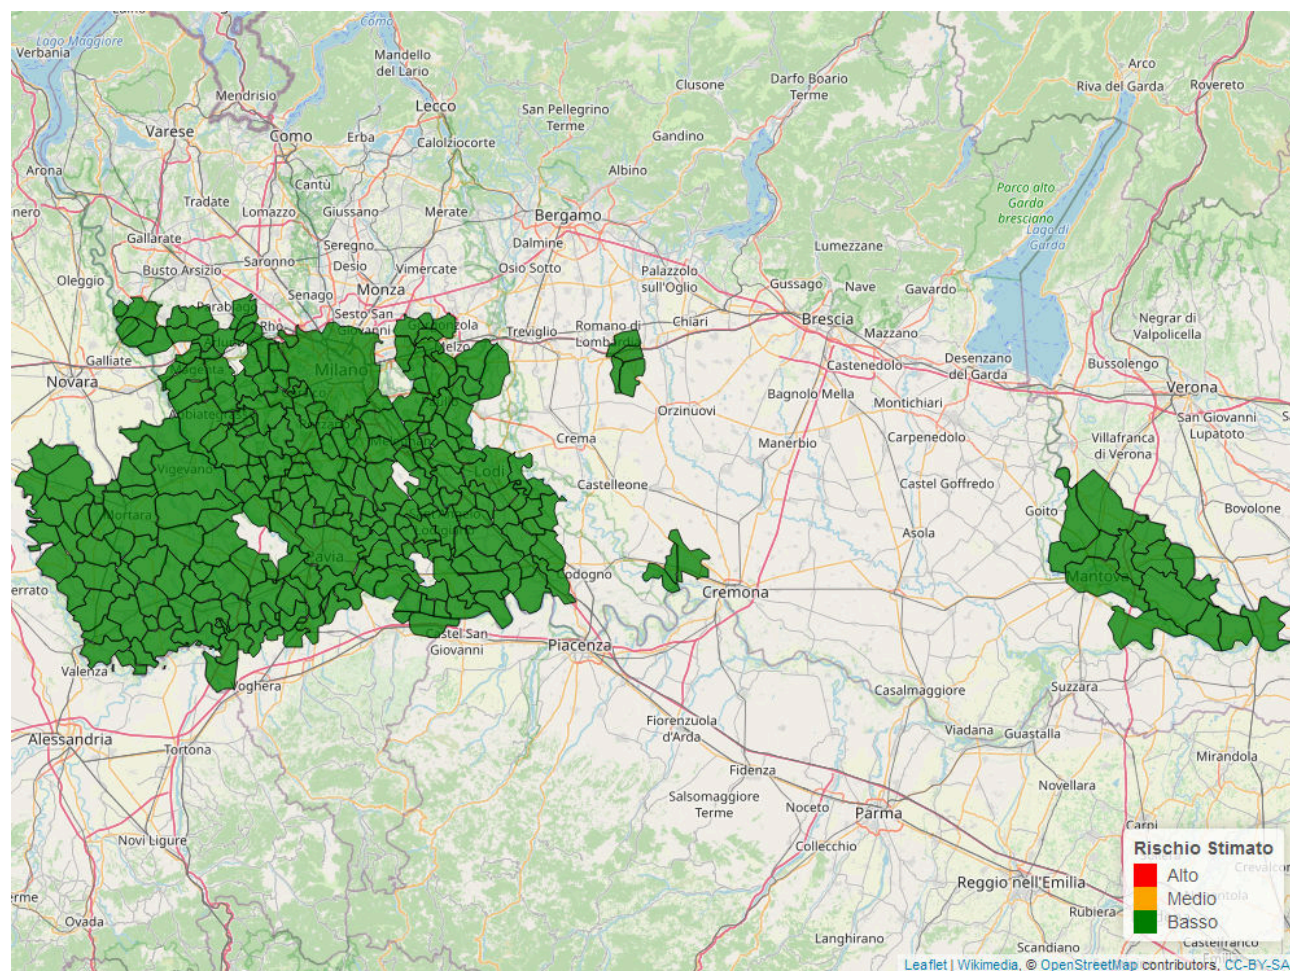 Lago Maggiore
Verbania
Como
Mandello
del Lario
Clusone
Darfo Boario
Terme
Arco
Riva del Garda
Rovereto
Mendrisio
Lecco
San Pellegrino
Terme
Varese
Como
Erba
Calolziocorte
Gandino
Arona
Albino
Cantù
Parco alto
Garda
bresciano
Tradate
Lomazzo
Giussano
Merate
Bergamo
Lago di
Garda
Gallarate
Seregno
Dalmine
Lumezzane
Saronno
Desio
Vimercate
Osio Sotto
Palazzolo
sull'Oglio
Busto Arsizio
Oleggio
Senago
Monza
Gussago
Nave
Gavardo
Rho
Sesto San
Giovanni
Gorgonzola
Treviglio
Romano di
Lombardia
Chiari
Brescia
Mazzano
Negrar di
Valpolicella
Melzo
Galliate
Magenta
Milano
Castenedolo
Desenzano
del Garda
Bussolengo
Novara
Verona
Bagnolo Mella
Montichiari
Orzinuovi
San Giovanni
Lupatoto
Crema
Manerbio
Carpenedolo
Villafranca
di Verona
Vigevano
Lodi
Castelleone
Castel Goffredo
Mortara
Goito
Bovolone
Asola
Pavia
Codogno
Mantova
Cremona
Castel San
Giovanni
Piacenza
Valenza
Voghera
Casalmaggiore
Suzzara
Fiorenzuola
d'Arda
Viadana
Guastalla
Alessandria
Tortona
Mirandola
Fidenza
Novellara
Salsomaggiore
Terme
Noceto
Parma
Carpi
Novi Ligure
Collecchio
Rischio Stimato
Alto
Medio
Basso
Reggio nell'Emilia
Rubiera
Ovada
Langhirano
Scandiano
Castelfranco
Leaflet | Wikimedia, © OpenStreetMap contributors, CC-BY-SA